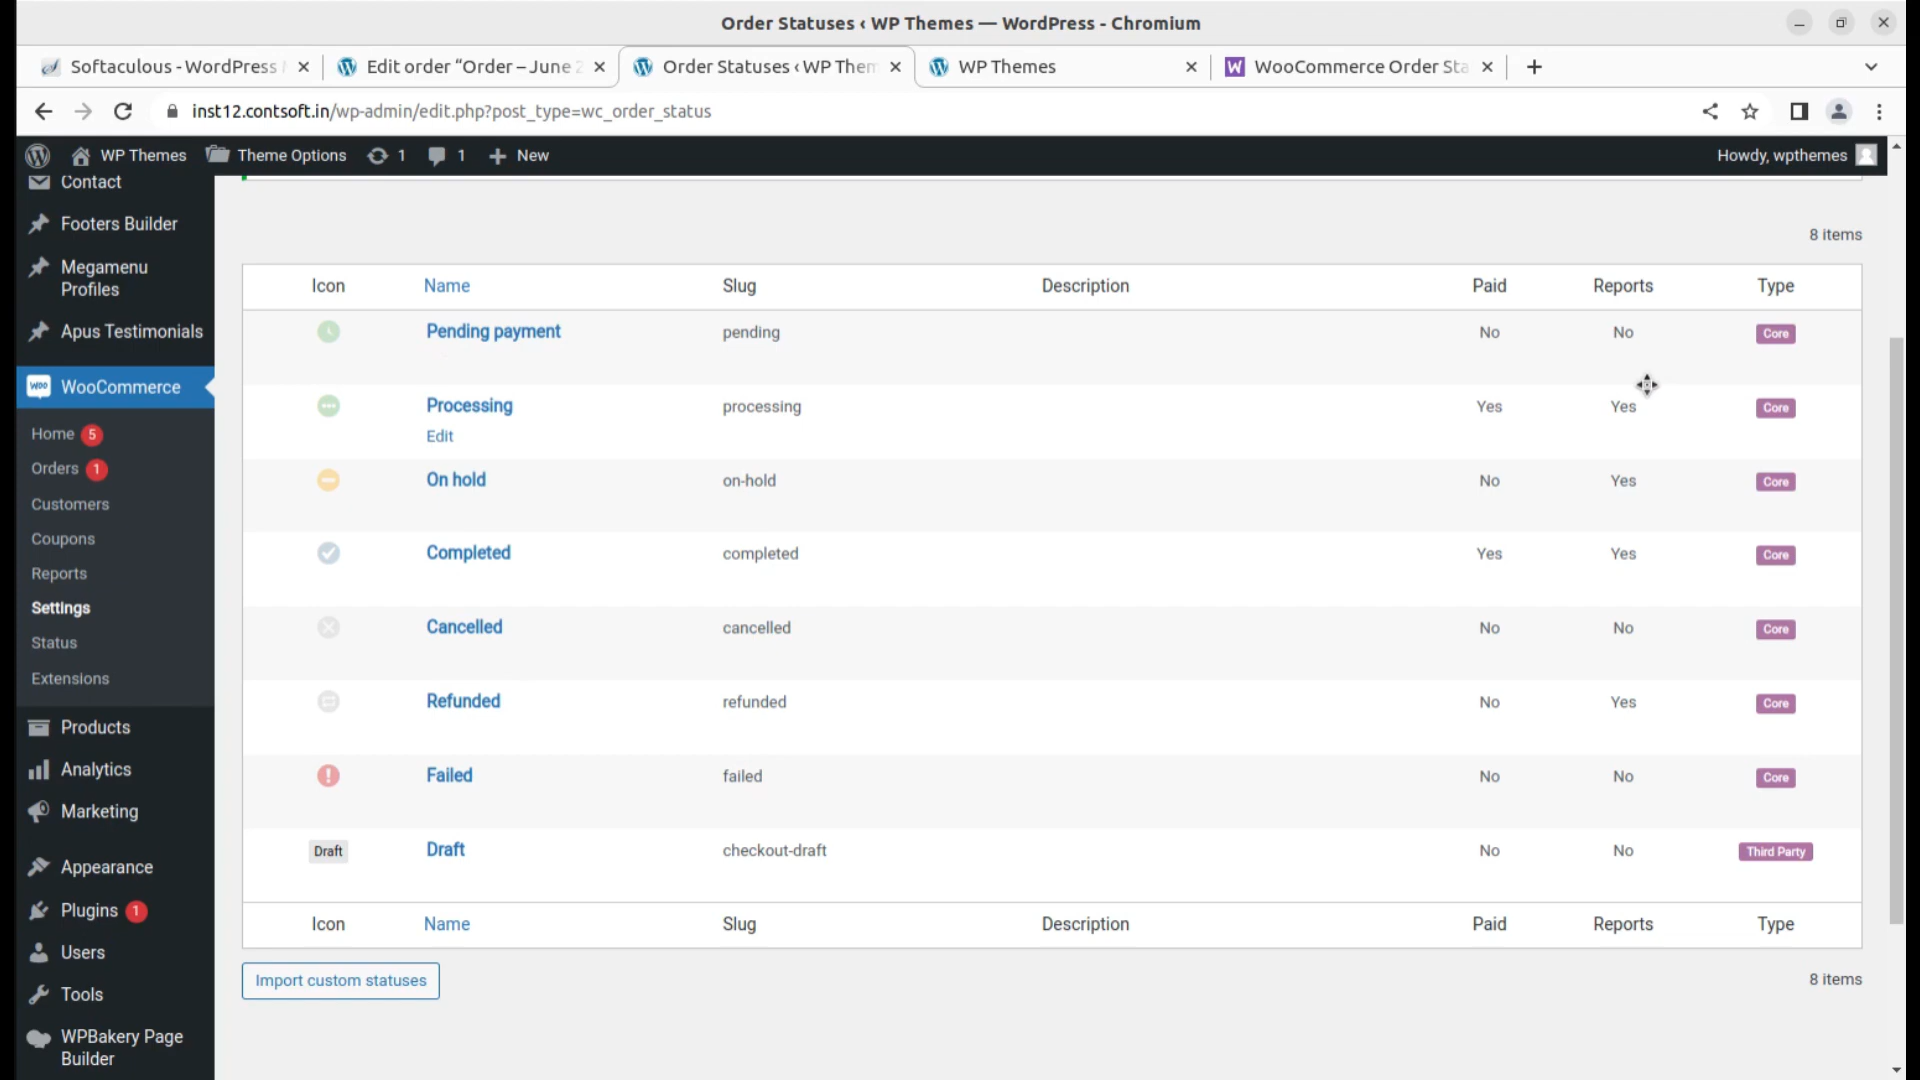 Order Statuses ‹ WP Themes — WordPress - Chromium
Softaculous - WordPress
Edit order “Order – June 2
Order Statuses ‹ WP Them
WP Themes
WooCommerce Order Sta
inst12.contsoft.in/wp-admin/edit.php?post_type=wc_order_status
WP Themes
Theme Options
1
1
New
Howdy, wpthemes
Contact
Footers Builder
Megamenu
Profiles
Apus Testimonials
WooCommerce
Home 5
Orders 1
Customers
Coupons
Reports
Settings
Status
Extensions
Products
Analytics
Marketing
Appearance
Plugins 1
Users
Tools
WPBakery Page
Builder
8 items
Icon Name Slug Description Paid Reports Type
Pending payment pending No No Core
Processing processing Yes Yes Core
Edit
On hold on-hold No Yes Core
Completed completed Yes Yes Core
Cancelled cancelled No No Core
Refunded refunded No Yes Core
Failed failed No No Core
Draft Draft checkout-draft No No Third Party
Icon Name Slug Description Paid Reports Type
Import custom statuses
8 items